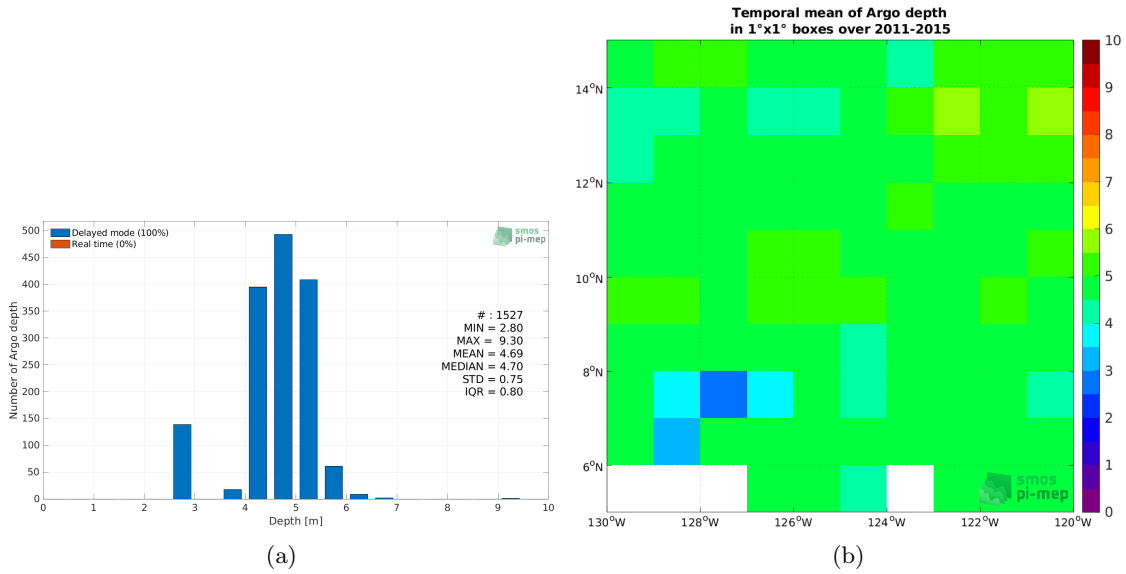 Temporal mean of Argo depth
in 1°x1° boxes over 2011-2015
Delayed mode (100%)
Real time (0%)
smos
pi-mep
Number of Argo depth
500
450
400
350
300
250
200
150
100
50
0
# : 1527
MIN = 2.80
MAX = 9.30
MEAN = 4.69
MEDIAN = 4.70
STD = 0.75
IQR = 0.80
0 1 2 3 4 5 6 7 8 9 10
Depth [m]
(a)
14°N
12°N
10°N
8°N
6°N
130°W 128°W 126°W 124°W 122°W 120°W
smos
pi-mep
10
9
8
7
6
5
4
3
2
1
0
(b)